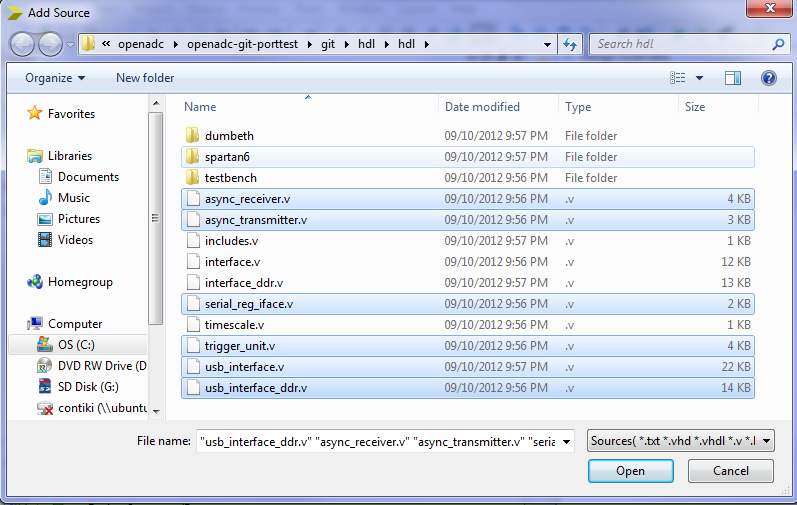 Add Source
« openadc ▸ openadc-git-porttest ▸ git ▸ hdl ▸ hdl ▸
Search hdl
Organize New folder
Name Date modified Type Size
Favorites
Libraries
Documents
Music
Pictures
Videos
Homegroup
Computer
OS (C:)
DVD RW Drive (D
SD Disk (G:)
contiki (\\ubuntu
dumbeth 09/10/2012 9:57 PM File folder
spartan6 09/10/2012 9:57 PM File folder
testbench 09/10/2012 9:56 PM File folder
async_receiver.v 09/10/2012 9:57 PM .v 4 KB
async_transmitter.v 09/10/2012 9:56 PM .v 3 KB
includes.v 09/10/2012 9:57 PM .v 1 KB
interface.v 09/10/2012 9:56 PM .v 12 KB
interface_ddr.v 09/10/2012 9:57 PM .v 13 KB
serial_reg_iface.v 09/10/2012 9:56 PM .v 2 KB
timescale.v 09/10/2012 9:56 PM .v 1 KB
trigger_unit.v 09/10/2012 9:56 PM .v 4 KB
usb_interface.v 09/10/2012 9:57 PM .v 22 KB
usb_interface_ddr.v 09/10/2012 9:56 PM .v 14 KB
File name: "usb_interface_ddr.v" "async_receiver.v" "async_transmitter.v" "seria
Sources( *.txt *.vhd *.vhdl *.v *.l
Open Cancel